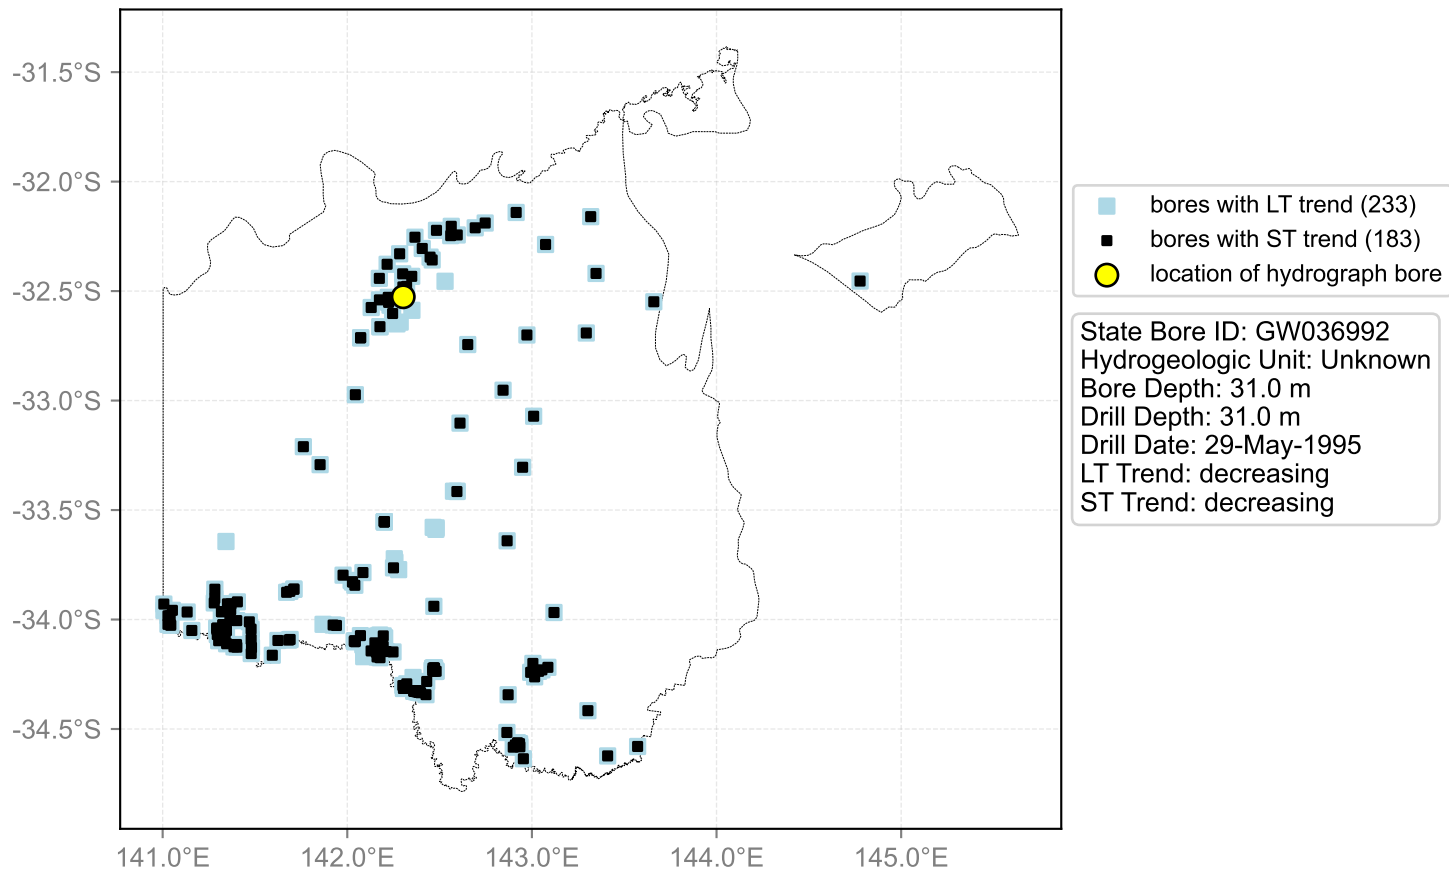 -31.5°S
-32.0°S
-32.5°S
-33.0°S
-33.5°S
-34.0°S
-34.5°S
141.0°E
142.0°E
143.0°E
144.0°E
145.0°E
bores with LT trend (233)
bores with ST trend (183)
location of hydrograph bore
State Bore ID: GW036992
Hydrogeologic Unit: Unknown
Bore Depth: 31.0 m
Drill Depth: 31.0 m
Drill Date: 29-May-1995
LT Trend: decreasing
ST Trend: decreasing